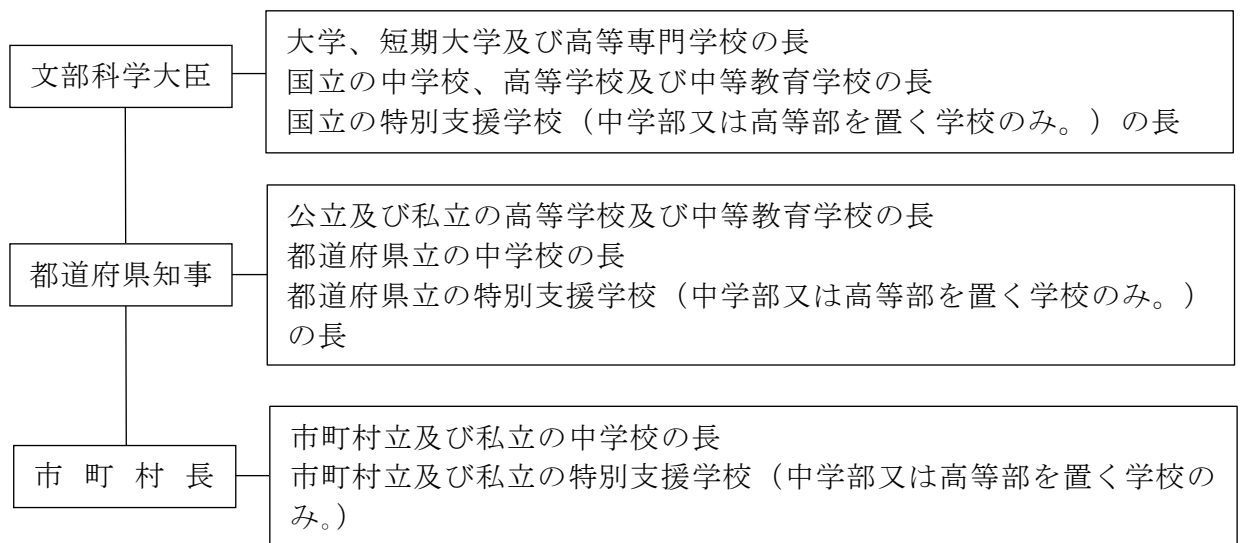 文部科学大臣
大学、短期大学及び高等専門学校の長
国立の中学校、高等学校及び中等教育学校の長
国立の特別支援学校（中学部又は高等部を置く学校のみ。）の長
都道府県知事
公立及び私立の高等学校及び中等教育学校の長
都道府県立の中学校の長
都道府県立の特別支援学校（中学部又は高等部を置く学校のみ。）
の長
市町村長
市町村立及び私立の中学校の長
市町村立及び私立の特別支援学校（中学部又は高等部を置く学校の
み。）